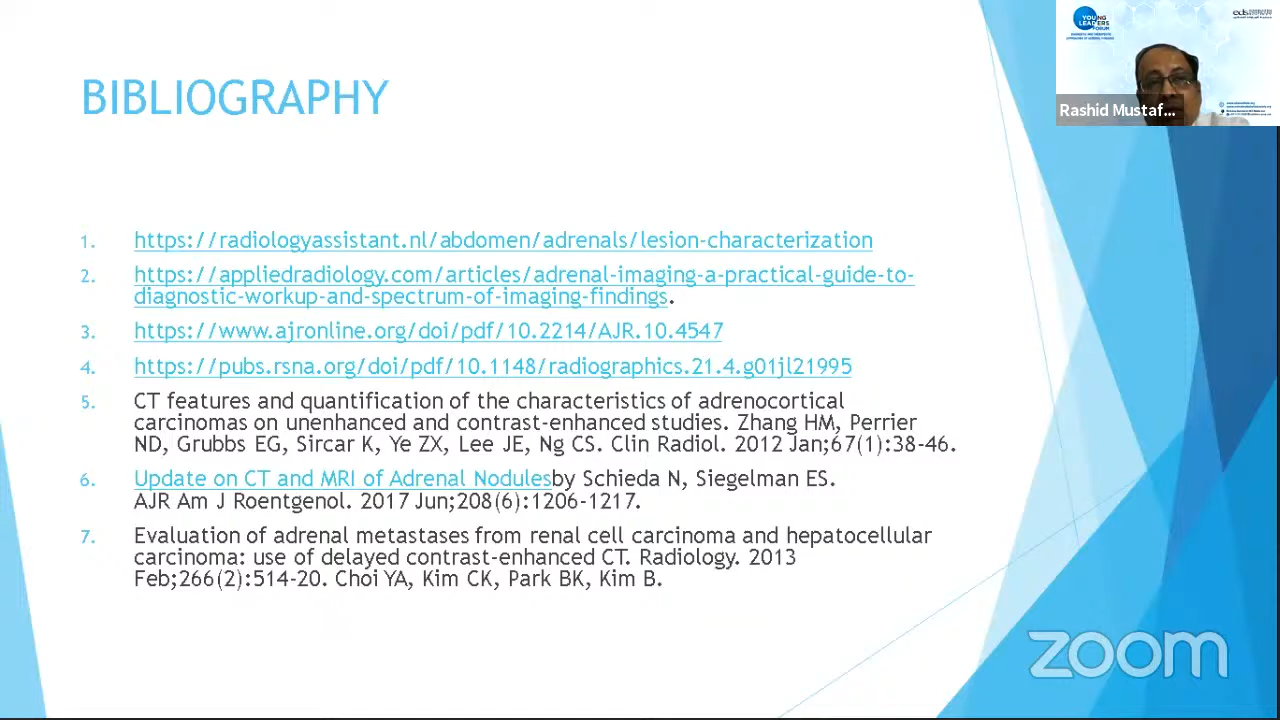 YOUNG
LEADERS
FORUM
BIBLIOGRAPHY
Rashid Mustaf...
1. https://radiologyassistant.nl/abdomen/adrenals/lesion-characterization
2. https://appliedradiology.com/articles/adrenal-imaging-a-practical-guide-to-
diagnostic-workup-and-spectrum-of-imaging-findings.
3. https://www.ajronline.org/doi/pdf/10.2214/AJR.10.4547
4. https://pubs.rsna.org/doi/pdf/10.1148/radiographics.21.4.g01jl21995
5. CT features and quantification of the characteristics of adrenocortical
carcinomas on unenhanced and contrast-enhanced studies. Zhang HM, Perrier
ND, Grubbs EG, Sircar K, Ye ZX, Lee JE, Ng CS. Clin Radiol. 2012 Jan;67(1):38-46.
6. Update on CT and MRI of Adrenal Nodulesby Schieda N, Siegelman ES.
AJR Am J Roentgenol. 2017 Jun;208(6):1206-1217.
7. Evaluation of adrenal metastases from renal cell carcinoma and hepatocellular
carcinoma: use of delayed contrast-enhanced CT. Radiology. 2013
Feb;266(2):514-20. Choi YA, Kim CK, Park BK, Kim B.
zoom